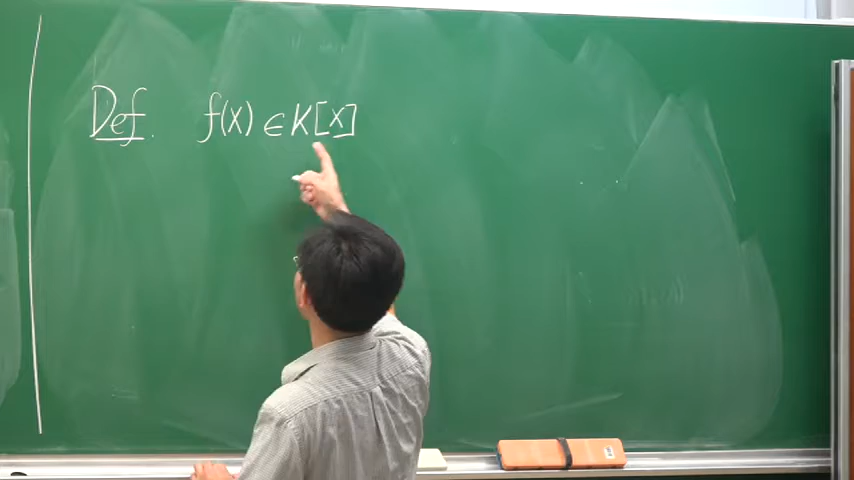 Def. f(X) ∈ K[X]